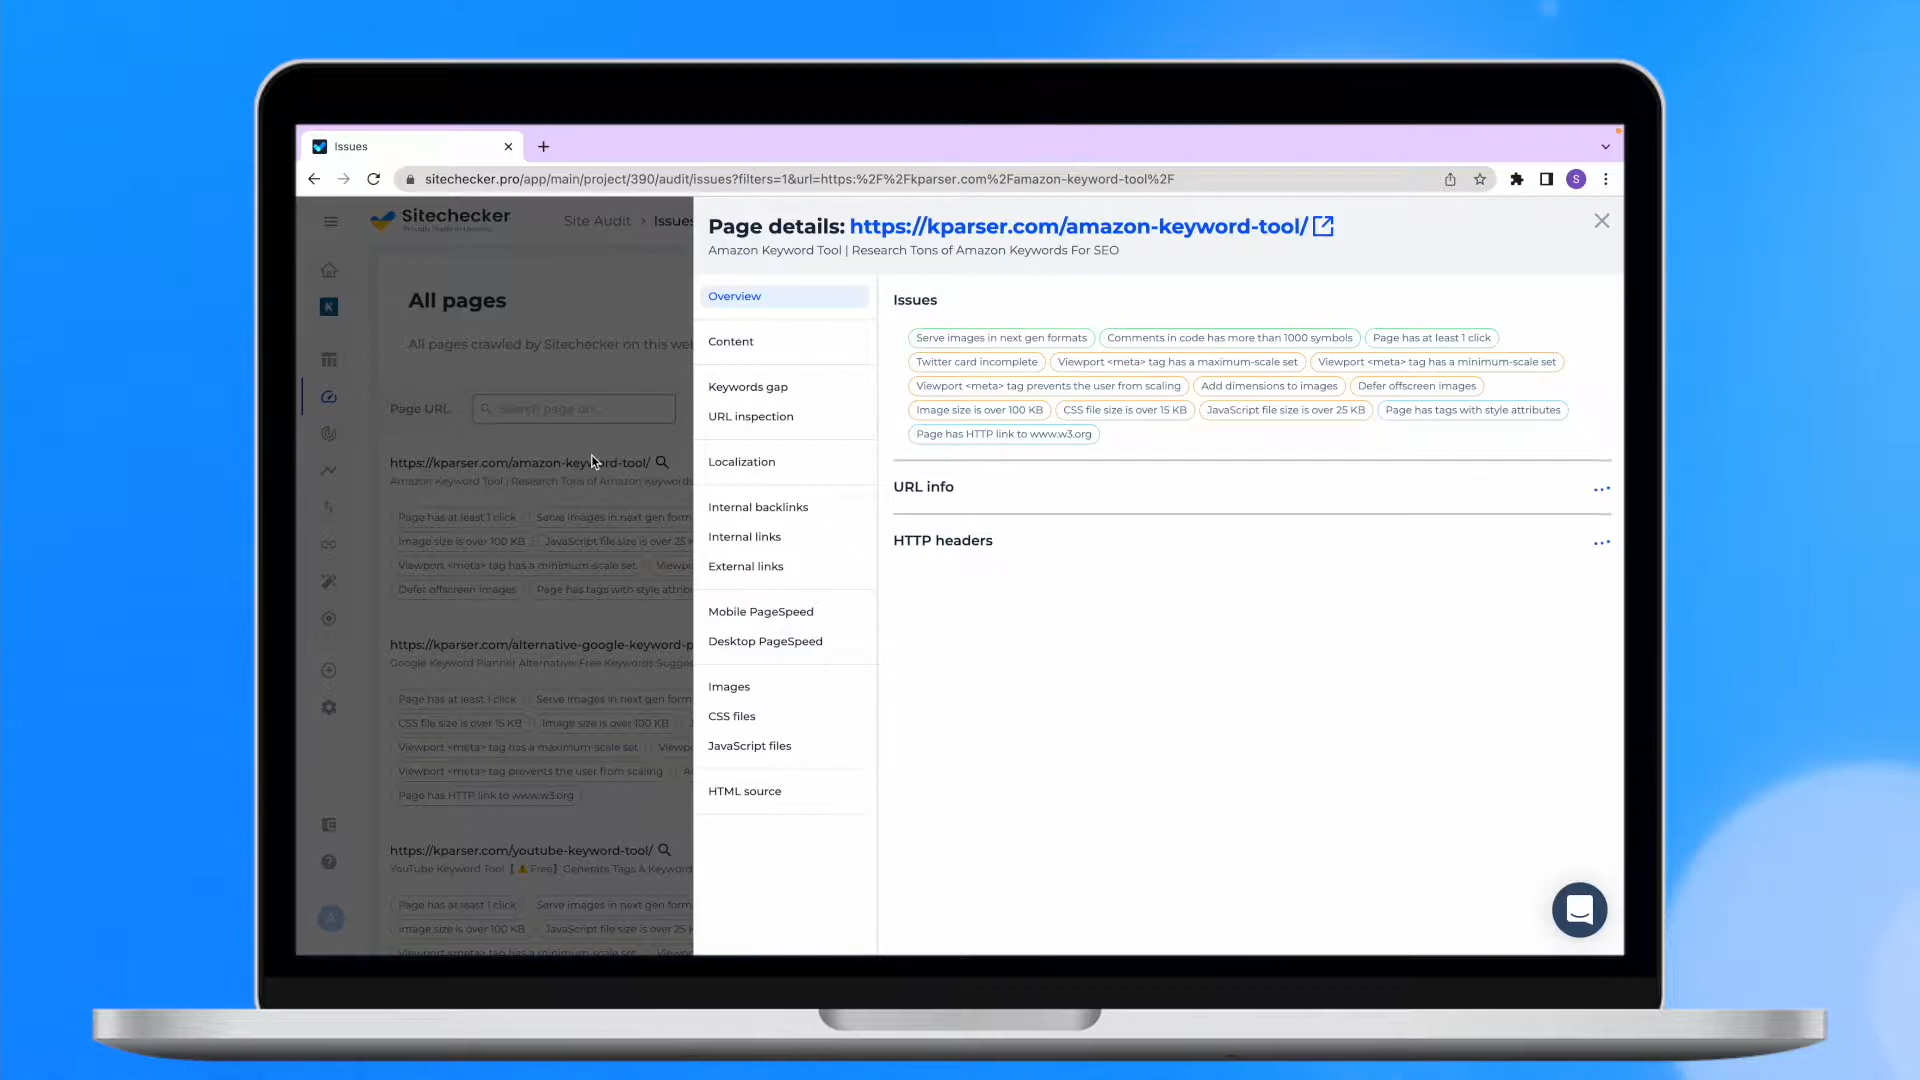 Issues
sitechecker.pro/app/main/project/390/audit/issues?filters=1&url=https:%2F%2Fkparser.com%2Famazon-keyword-tool%2F
S
Sitechecker
Site Audit > Issues
K
All pages
All pages crawled by Sitechecker on this web
Page URL
Search page url...
https://kparser.com/amazon-keyword-tool/
Amazon Keyword Tool | Research Tons of Amazon Keywords
Page has at least 1 click
Serve images in next gen form
Image size is over 100 KB
JavaScript file size is over 25 K
Viewport <meta> tag has a minimum-scale set
Viewpo
Defer offscreen images
Page has tags with style attribu
https://kparser.com/alternative-google-keyword-p
Google Keyword Planner Alternative: Free Keywords Sugges
Page has at least 1 click
Serve images in next gen form
CSS file size is over 15 KB
Image size is over 100 KB
Viewport <meta> tag has a maximum-scale set
Viewpo
Viewport <meta> tag prevents the user from scaling
Page has HTTP link to www.w3.org
https://kparser.com/youtube-keyword-tool/
YouTube Keyword Tool【⚠️Free】Generate Tags & Keyword
Page has at least 1 click
Serve images in next gen form
Image size is over 100 KB
JavaScript file size is over 25 K
Viewport <meta> tag has a minimum-scale set
Page details: https://kparser.com/amazon-keyword-tool/
Amazon Keyword Tool | Research Tons of Amazon Keywords For SEO
Overview
Content
Keywords gap
URL inspection
Localization
Internal backlinks
Internal links
External links
Mobile PageSpeed
Desktop PageSpeed
Images
CSS files
JavaScript files
HTML source
Issues
Serve images in next gen formats
Comments in code has more than 1000 symbols
Page has at least 1 click
Twitter card incomplete
Viewport <meta> tag has a maximum-scale set
Viewport <meta> tag has a minimum-scale set
Viewport <meta> tag prevents the user from scaling
Add dimensions to images
Defer offscreen images
Image size is over 100 KB
CSS file size is over 15 KB
JavaScript file size is over 25 KB
Page has tags with style attributes
Page has HTTP link to www.w3.org
URL info
HTTP headers